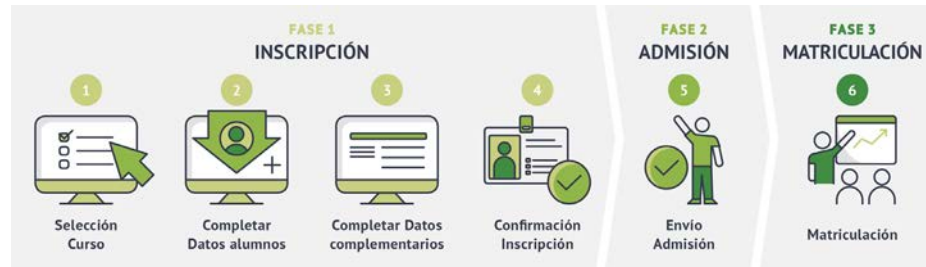 FASE 1
INSCRIPCIÓN
FASE 2
ADMISIÓN
FASE 3
MATRICULACIÓN
1
2
3
4
5
6
Selección
Curso
Completar
Datos alumnos
Completar Datos
complementarios
Confirmación
Inscripción
Envío
Admisión
Matriculación